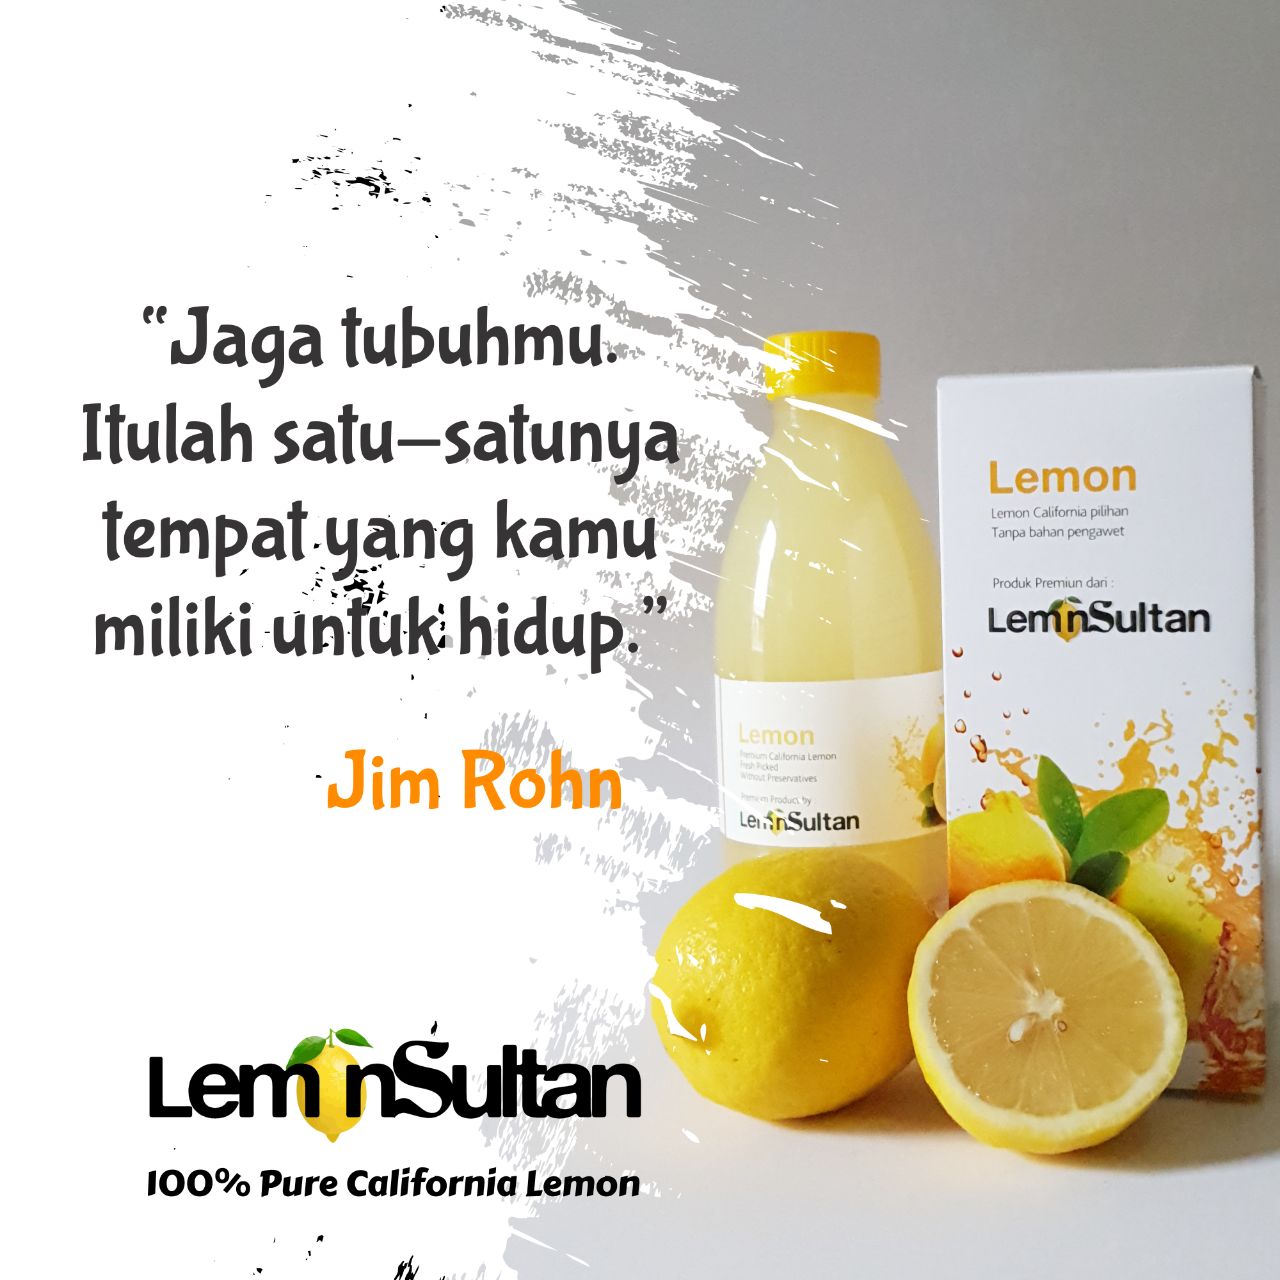 “Jaga tubuhmu.
Itulah satu-satunya
tempat yang kamu
miliki untuk hidup.”
Jim Rohn
LemonSultan
100% Pure California Lemon
Lemon
Premium California Lemon
Fresh Picked
Without Preservatives
Premium Product by
LemonSultan
Lemon
Lemon California pilihan
Tanpa bahan pengawet
Produk Premiun dari :
LemonSultan